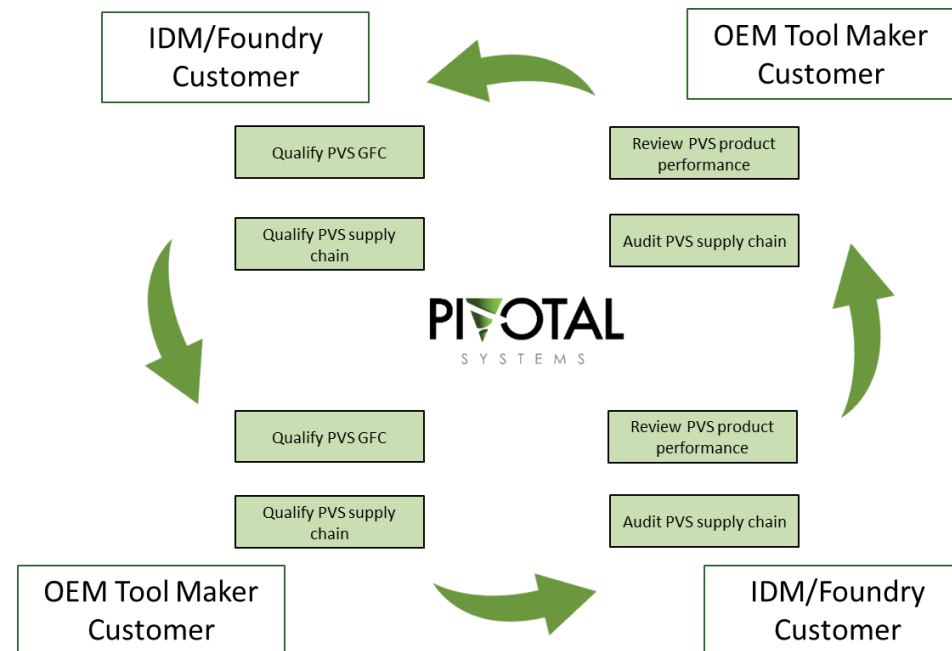 IDM/Foundry
Customer
OEM Tool Maker
Customer
Qualify PVS GFC
Review PVS product
performance
Qualify PVS supply
chain
Audit PVS supply chain
PIVOTAL
SYSTEMS
Qualify PVS GFC
Review PVS product
performance
Qualify PVS supply
chain
Audit PVS supply chain
OEM Tool Maker
Customer
IDM/Foundry
Customer